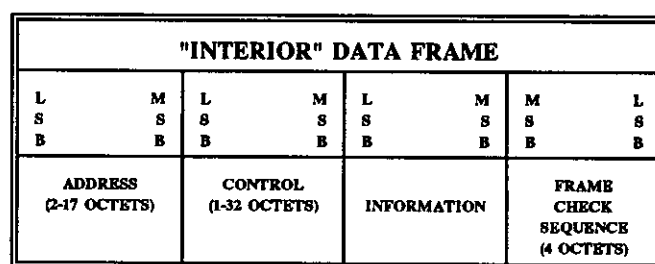 "INTERIOR" DATA FRAME
L M L M L M M L
S S S S S S S S
B B B B B B B B
ADDRESS
(2-17 OCTETS)
CONTROL
(1-32 OCTETS)
INFORMATION
FRAME
CHECK
SEQUENCE
(4 OCTETS)